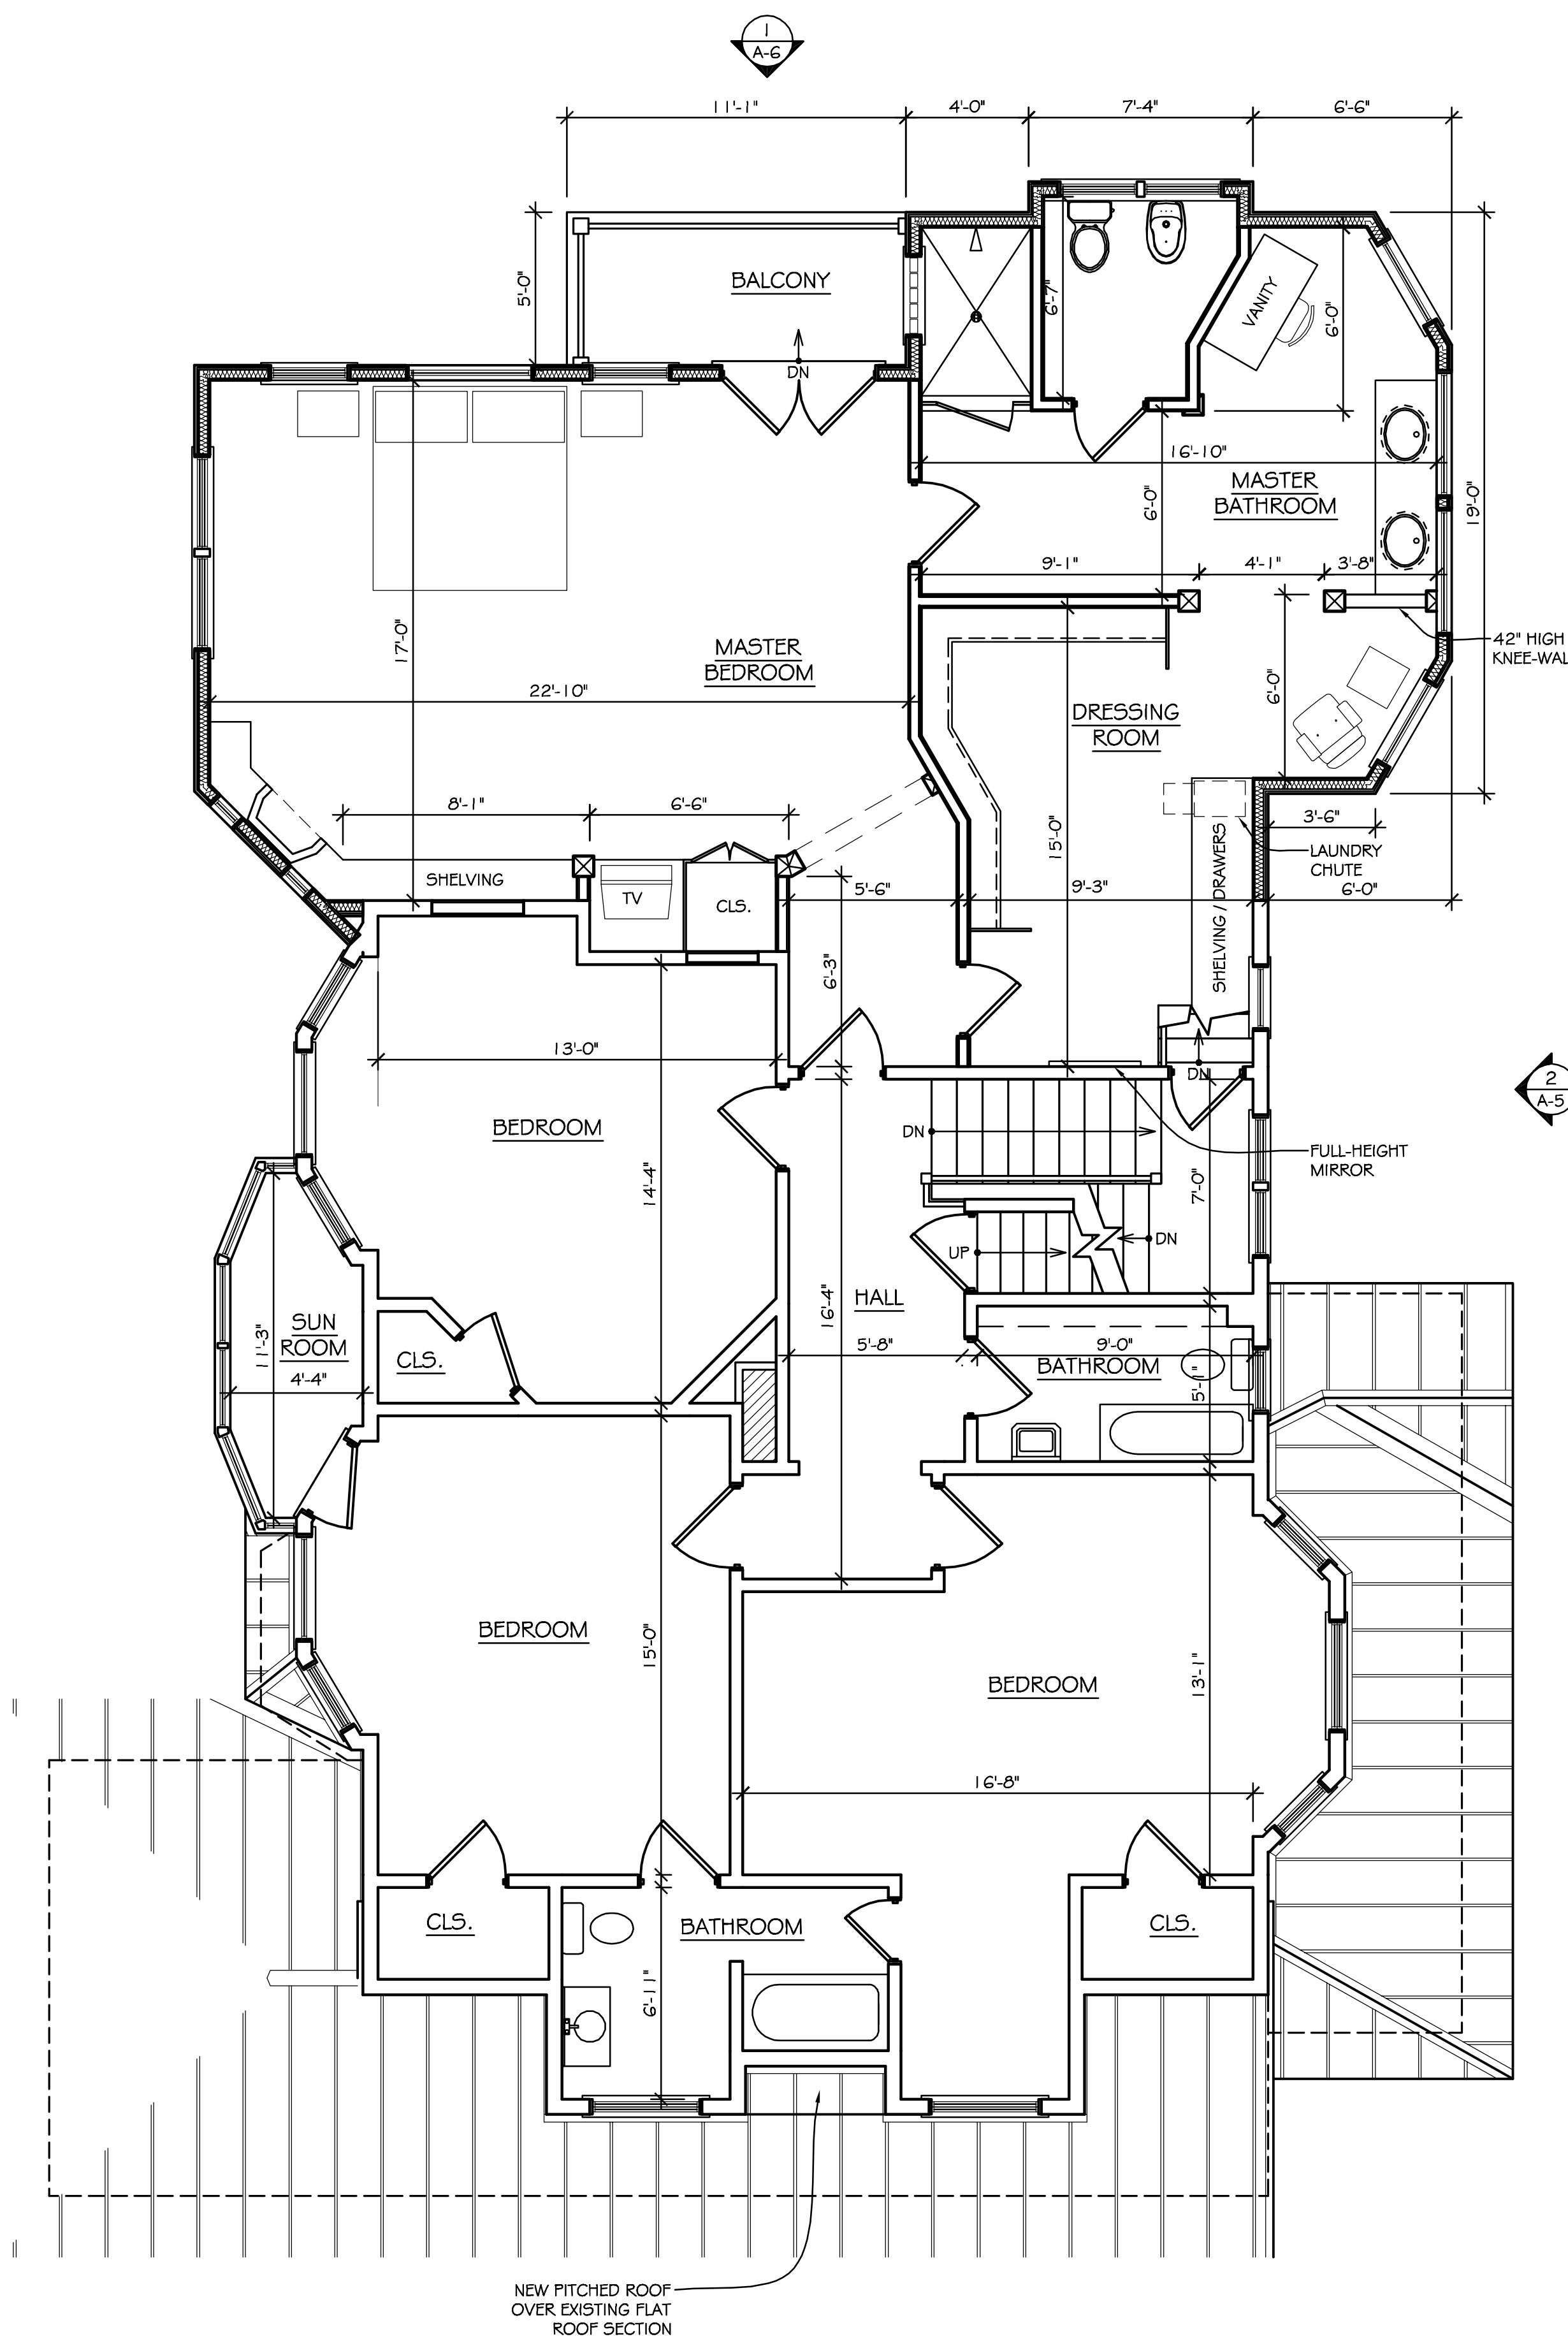 1
A-6
11'-1"
4'-0"
7'-4"
6'-6"
5'-0"
BALCONY
DN
6'-7"
VANITY
6'-0"
16'-10"
MASTER
BATHROOM
6'-0"
19'-0"
9'-1"
4'-1"
3'-8"
42" HIGH
17'-0"
MASTER
BEDROOM
22'-10"
6'-0"
DRESSING
ROOM
8'-1"
6'-6"
15'-0"
3'-6"
LAUNDRY
CHUTE
SHELVING
TV
CLS.
5'-6"
9'-3"
6'-0"
SHELVING / DRAWERS
6'-3"
13'-0"
DN
2
A-5
BEDROOM
DN
14'-4"
FULL-HEIGHT
MIRROR
7'-0"
UP
DN
HALL
16'-4"
SUN
ROOM
11'-3"
4'-4"
CLS.
5'-8"
9'-0"
BATHROOM
5'-1"
BEDROOM
15'-0"
BEDROOM
13'-1"
16'-8"
CLS.
BATHROOM
CLS.
6'-11"
NEW PITCHED ROOF
OVER EXISTING FLAT
ROOF SECTION